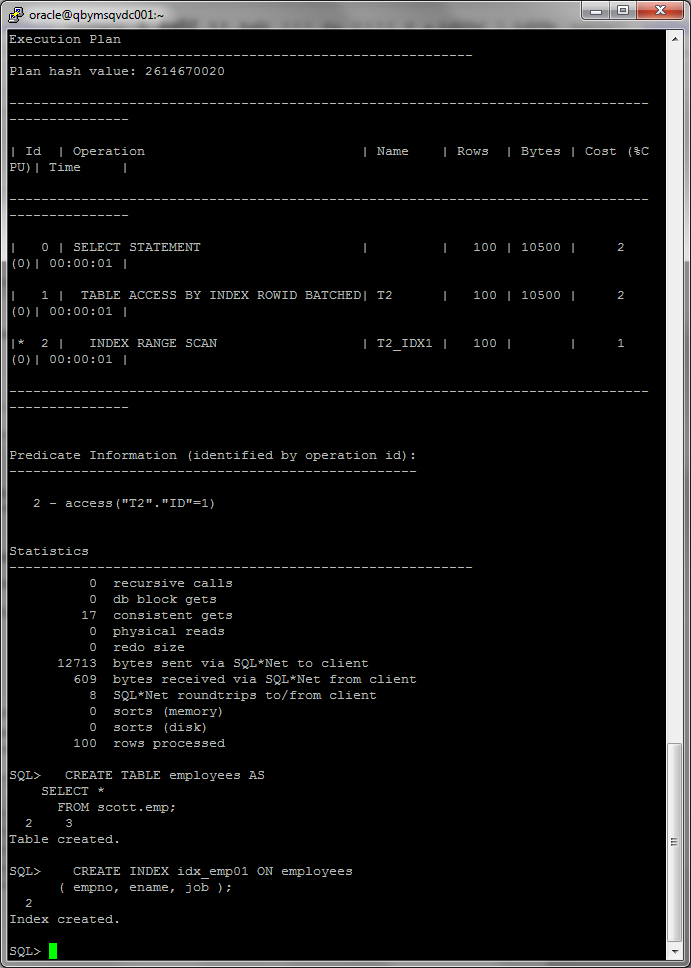 oracle@qbymsqvdc001:~
Execution Plan
----------------------------------------------------------
Plan hash value: 2614670020
--------------------------------------------------------------------------------
---------------
| Id  | Operation                           | Name    | Rows  | Bytes | Cost (%C
PU)| Time     |
--------------------------------------------------------------------------------
---------------
|   0 | SELECT STATEMENT                    |         |   100 | 10500 |     2
(0)| 00:00:01 |
|   1 |  TABLE ACCESS BY INDEX ROWID BATCHED| T2      |   100 | 10500 |     2
(0)| 00:00:01 |
|*  2 |   INDEX RANGE SCAN                  | T2_IDX1 |   100 |       |     1
(0)| 00:00:01 |
--------------------------------------------------------------------------------
---------------
Predicate Information (identified by operation id):
---------------------------------------------------
   2 - access("T2"."ID"=1)
Statistics
----------------------------------------------------------
          0  recursive calls
          0  db block gets
         17  consistent gets
          0  physical reads
          0  redo size
      12713  bytes sent via SQL*Net to client
        609  bytes received via SQL*Net from client
          8  SQL*Net roundtrips to/from client
          0  sorts (memory)
          0  sorts (disk)
        100  rows processed
SQL>   CREATE TABLE employees AS
    SELECT *
      FROM scott.emp;
  2    3
Table created.
SQL>    CREATE INDEX idx_emp01 ON employees
      ( empno, ename, job );
  2
Index created.
SQL>